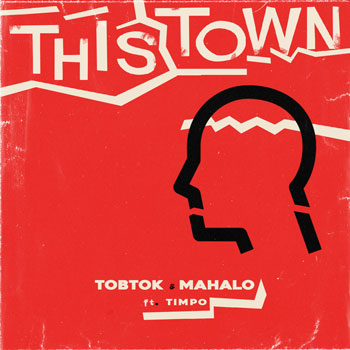 THIS TOWN
TOBTOK & MAHALO
ft. TIMPO